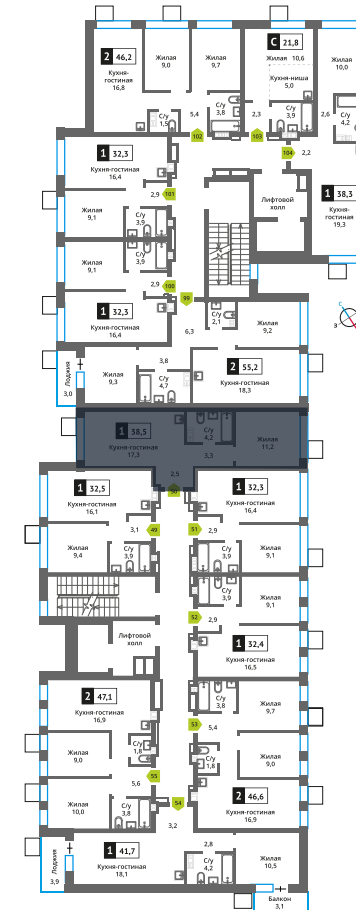 2 46,2
Кухня-
гостиная
16,8
Жилая
9,0
Жилая
9,7
С 21,8
Жилая 10,6
Кухня-ниша
5,0
Жилая
10,0
С/у
1,5
5,4
С/у
3,8
2,3
С/у
3,9
2,6
С/у
4,2
102
103
104
2,2
1 32,3
Кухня-гостиная
16,4
2,9
101
Жилая
9,1
С/у
3,9
Лифтовой
холл
1 38,3
Кухня-гостиная
19,3
Жилая
9,1
С/у
3,9
2,9
100
99
1 32,3
Кухня-гостиная
16,4
6,3
С/у
2,1
Жилая
9,2
С
В
Лоджия
3,0
Жилая
9,3
3,8
С/у
4,7
2 55,2
Кухня-гостиная
18,3
1 38,5
Кухня-гостиная
17,3
С/у
4,2
3,3
Жилая
11,2
2,5
50
1 32,5
Кухня-гостиная
16,1
1 32,3
Кухня-гостиная
16,4
3,1
49
51
2,9
Жилая
9,4
С/у
3,9
С/у
3,9
Жилая
9,1
С/у
3,9
Жилая
9,1
52
2,9
Лифтовой
холл
1 32,4
Кухня-гостиная
16,5
2 47,1
Кухня-гостиная
16,9
С/у
3,8
Жилая
9,7
53
5,4
С/у
1,8
Жилая
9,0
С/у
1,8
Жилая
9,0
5,6
55
Жилая
10,0
С/у
3,8
54
2 46,6
Кухня-гостиная
16,9
3,2
Лоджия
3,9
1 41,7
Кухня-гостиная
18,1
2,8
С/у
4,2
Жилая
10,5
Балкон
3,1